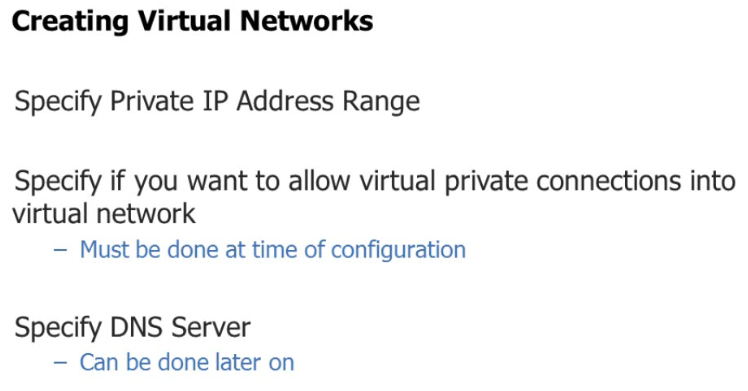 Creating Virtual Networks
Specify Private IP Address Range
Specify if you want to allow virtual private connections into
virtual network
– Must be done at time of configuration
Specify DNS Server
– Can be done later on